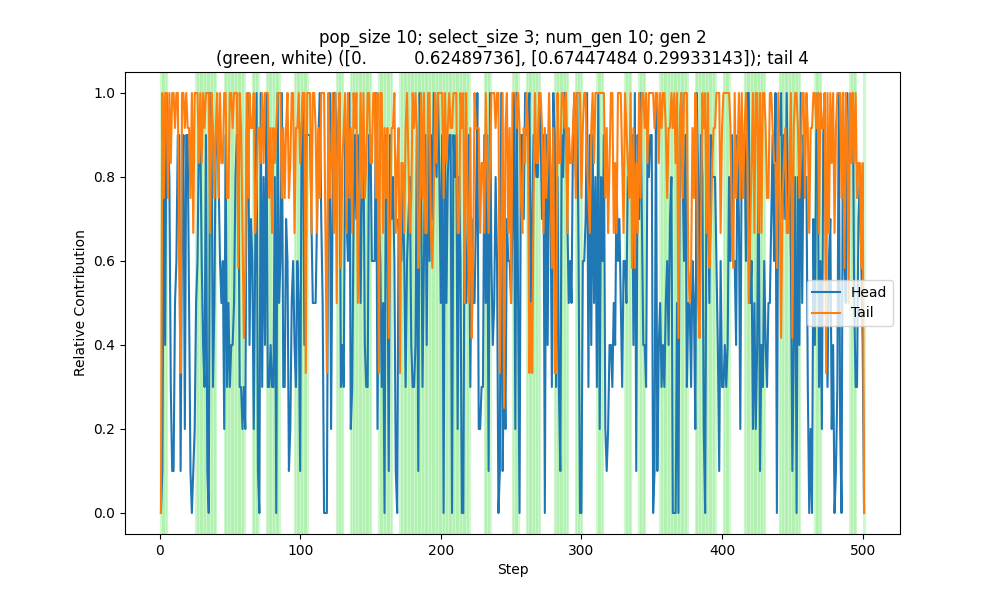 pop_size 10; select_size 3; num_gen 10; gen 2
(green, white) ([0.         0.62489736], [0.67447484 0.29933143]); tail 4
1.0
0.8
0.6
0.4
0.2
0.0
Relative Contribution
Head
Tail
0
100
200
300
400
500
Step